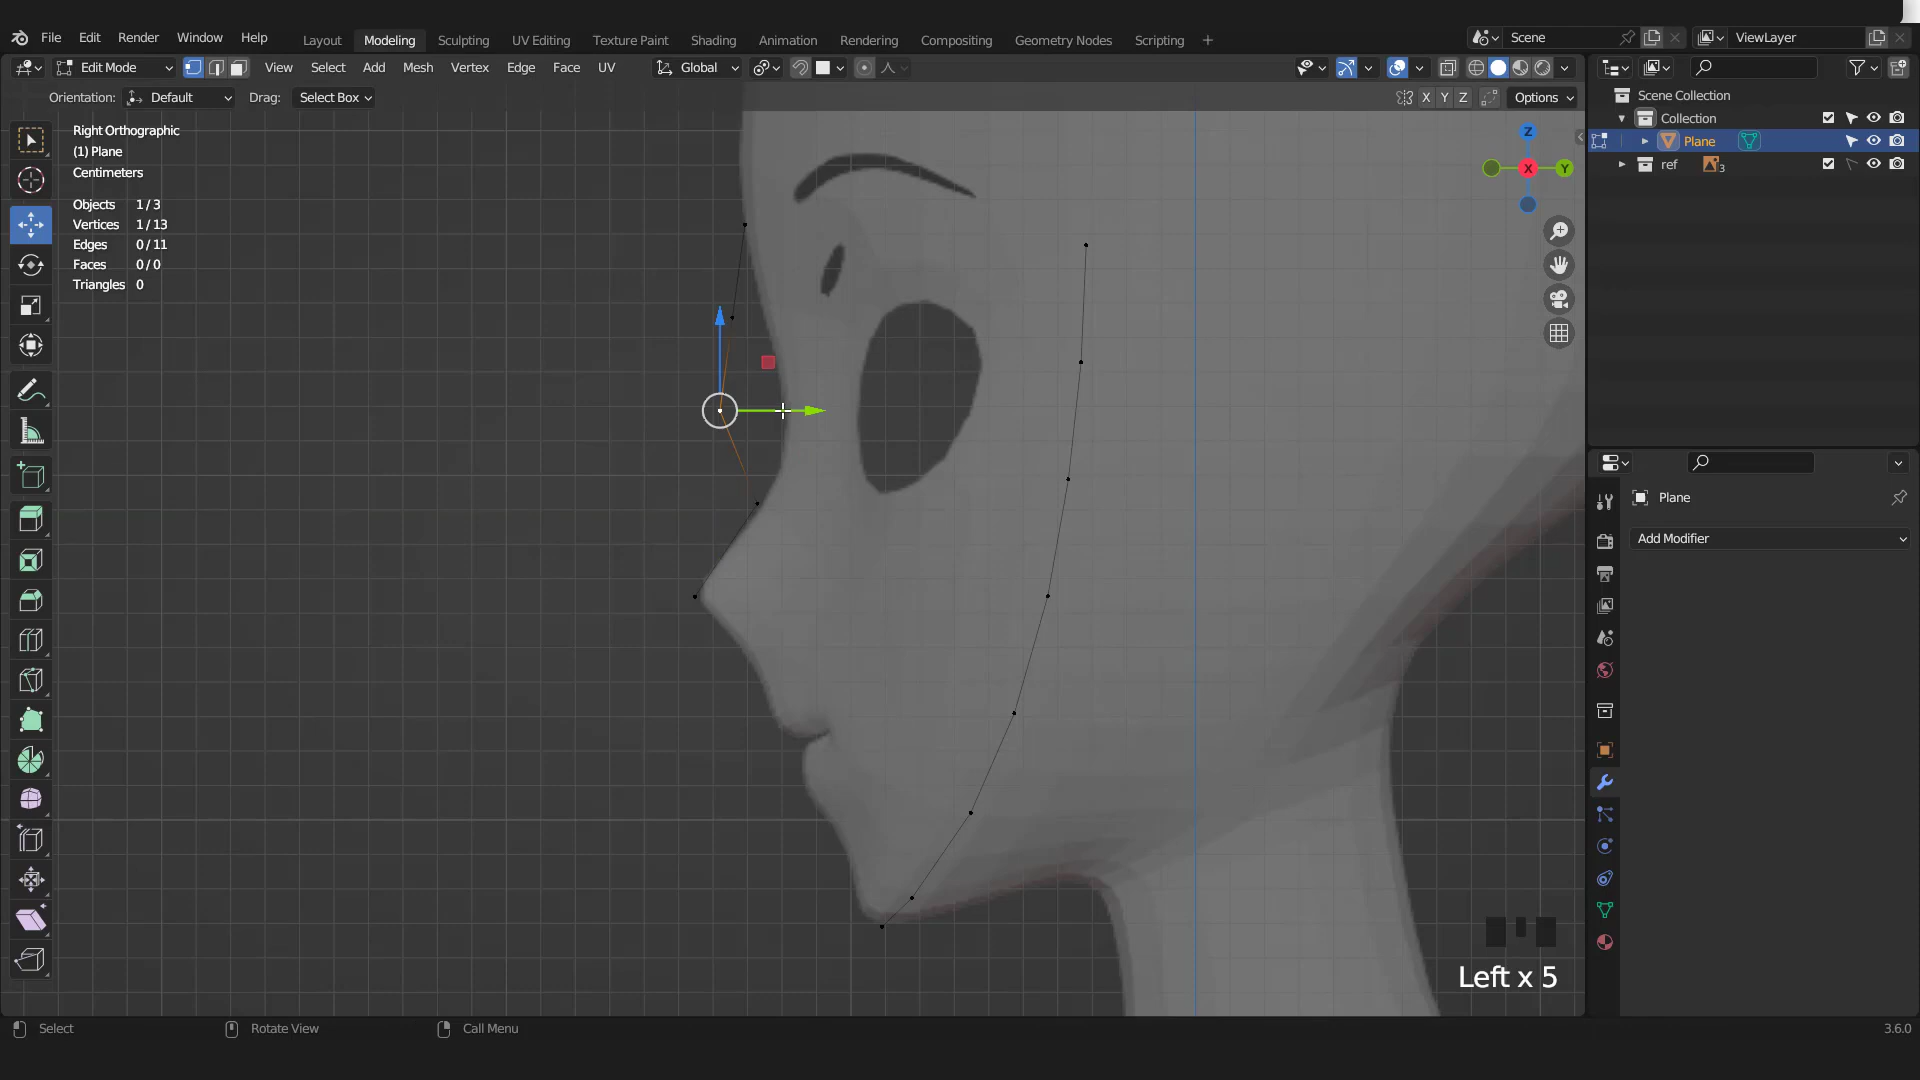 File Edit Render Window Help Layout Modeling Sculpting UV Editing Texture Paint Shading Animation Rendering Compositing Geometry Nodes Scripting + Scene ViewLayer
Edit Mode View Select Add Mesh Vertex Edge Face UV Global
Orientation: Default Drag: Select Box X Y Z Options
Scene Collection
Collection
Plane
ref 3
Right Orthographic
(1) Plane
Centimeters
Objects 1 / 3
Vertices 1 / 13
Edges 0 / 11
Faces 0 / 0
Triangles 0
Z
X
Y
Plane
Add Modifier
Left x 5
Select Rotate View Call Menu 3.6.0